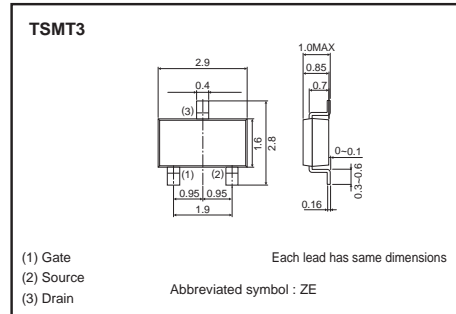 TSMT3
1.0MAX
2.9
0.85
0.4
0.7
(3)
1.6
2.8
0~0.1
(1)
(2)
0.3~0.6
0.95 0.95
0.16
1.9
(1) Gate
Each lead has same dimensions
(2) Source
(3) Drain
Abbreviated symbol : ZE